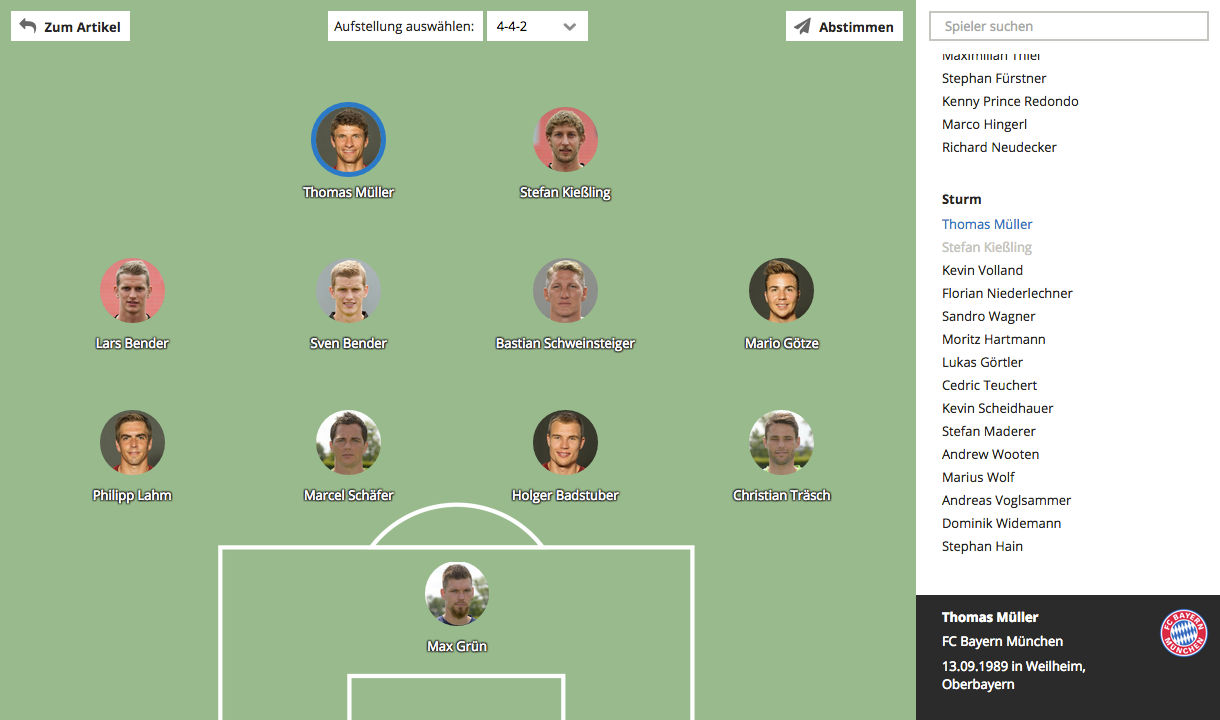 Zum Artikel
Aufstellung auswählen:
4-4-2
Abstimmen
Thomas Müller
Stefan Kießling
Lars Bender
Sven Bender
Bastian Schweinsteiger
Mario Götze
Philipp Lahm
Marcel Schäfer
Holger Badstuber
Christian Träsch
Max Grün
Spieler suchen
Maximilian Thiel
Stephan Fürstner
Kenny Prince Redondo
Marco Hingerl
Richard Neudecker
Sturm
Thomas Müller
Stefan Kießling
Kevin Volland
Florian Niederlechner
Sandro Wagner
Moritz Hartmann
Lukas Görtler
Cedric Teuchert
Kevin Scheidhauer
Stefan Maderer
Andrew Wooten
Marius Wolf
Andreas Voglsammer
Dominik Widemann
Stephan Hain
Thomas Müller
FC Bayern München
13.09.1989 in Weilheim,
Oberbayern
FC BAYERN
MÜNCHEN